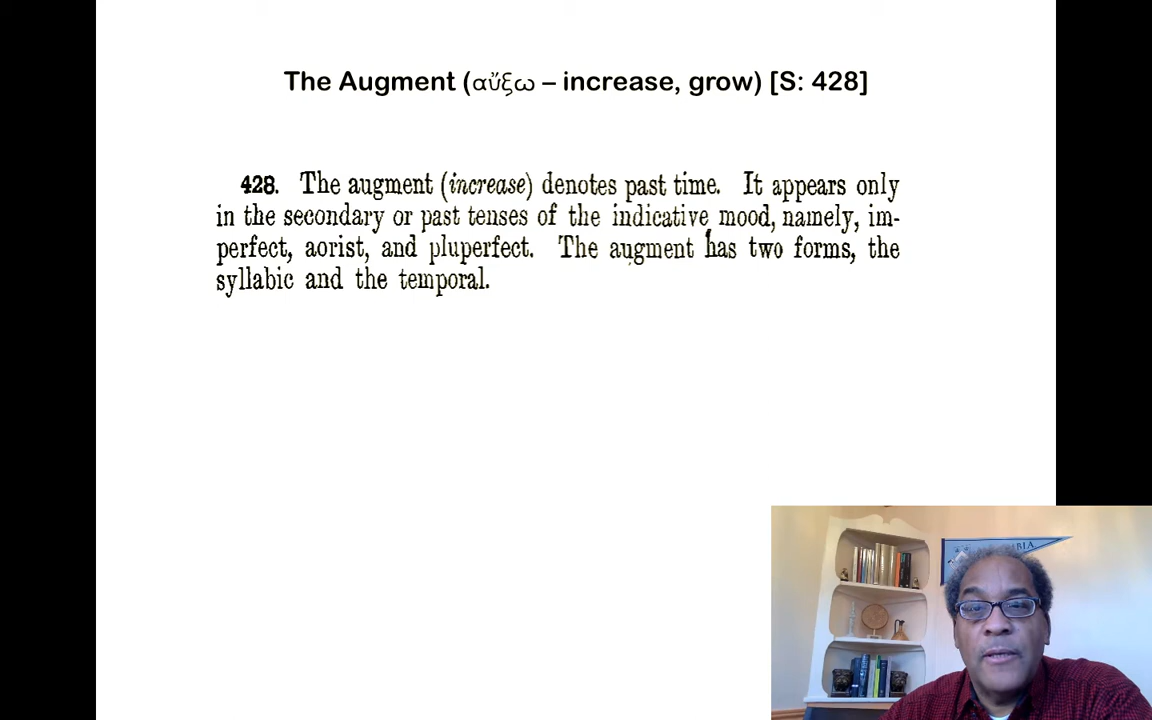 The Augment (αὔξω – increase, grow) [S: 428]
428. The augment (increase) denotes past time. It appears only
in the secondary or past tenses of the indicative mood, namely, im-
perfect, aorist, and pluperfect. The augment has two forms, the
syllabic and the temporal.